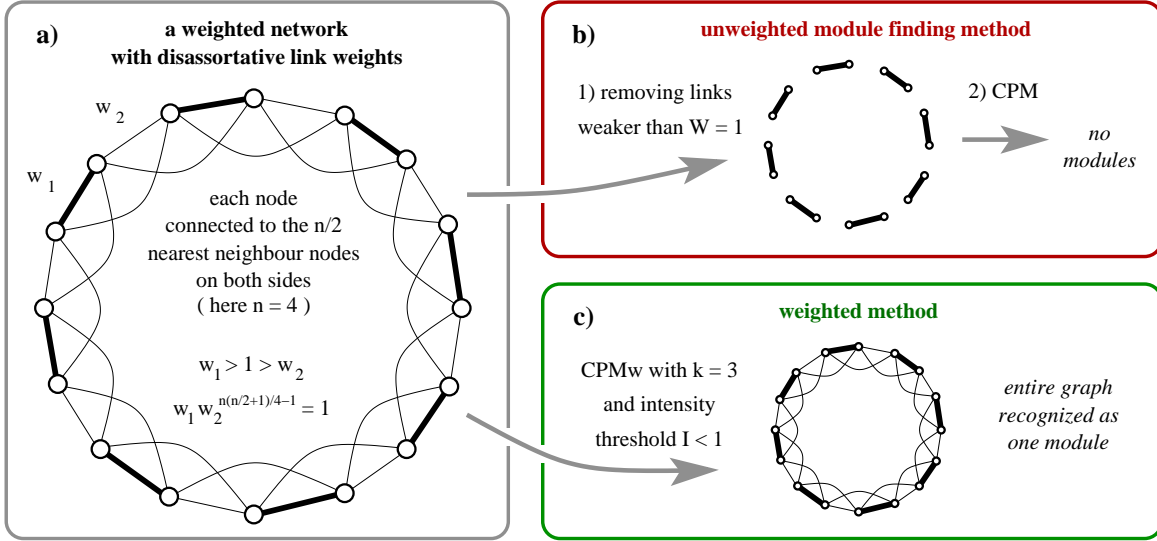 a)
a weighted network
with disassortative link weights
w2
w1
each node
connected to the n/2
nearest neighbour nodes
on both sides
( here n = 4 )
w1 > 1 > w2
w1 w2^n(n/2+1)/4−1 = 1
b)
unweighted module finding method
1) removing links
weaker than W = 1
2) CPM
no
modules
c)
weighted method
CPMw with k = 3
and intensity
threshold I < 1
entire graph
recognized as
one module